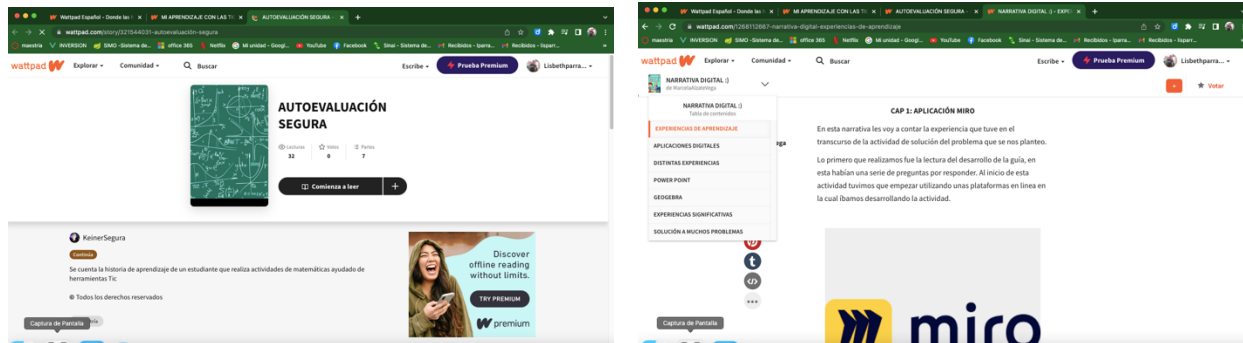 Wattpad Español - Donde las h
MI APRENDIZAJE CON LAS TIC
AUTOEVALUACIÓN SEGURA -
wattpad.com/story/321544031-autoevaluación-segura
maestria
INVERSION
SIMO -Sistema de...
office 365
Netflix
Mi unidad - Googl...
YouTube
Facebook
Sinai - Sistema de...
Recibidos - lparra...
Recibidos - lisparr...
wattpad
Explorar
Comunidad
Buscar
Escribe
Prueba Premium
Lisbethparra...
AUTOEVALUACIÓN
SEGURA
Lecturas
Votos
Partes
32
0
7
Comienza a leer
+
KeinerSegura
Continúa
Se cuenta la historia de aprendizaje de un estudiante que realiza actividades de matemáticas ayudado de
herramientas Tic
© Todos los derechos reservados
Captura de Pantalla
Discover
offline reading
without limits.
TRY PREMIUM
premium
Wattpad Español - Donde las h
MI APRENDIZAJE CON LAS TIC
AUTOEVALUACIÓN SEGURA -
NARRATIVA DIGITAL :) - EXPE
wattpad.com/1268112667-narrativa-digital-experiencias-de-aprendizaje
maestria
INVERSION
SIMO -Sistema de...
office 365
Netflix
Mi unidad - Googl...
YouTube
Facebook
Sinai - Sistema de...
Recibidos - lparra...
Recibidos - lisparr...
wattpad
Explorar
Comunidad
Buscar
Escribe
Prueba Premium
Lisbethparra...
NARRATIVA DIGITAL :)
de MarcelaAlzateVega
+
Votar
NARRATIVA DIGITAL :)
Tabla de contenidos
EXPERIENCIAS DE APRENDIZAJE
APLICACIONES DIGITALES
DISTINTAS EXPERIENCIAS
POWER POINT
GEOGEBRA
EXPERIENCIAS SIGNIFICATIVAS
SOLUCIÓN A MUCHOS PROBLEMAS
CAP 1: APLICACIÓN MIRO
En esta narrativa les voy a contar la experiencia que tuve en el
transcurso de la actividad de solución del problema que se nos planteo.
Lo primero que realizamos fue la lectura del desarrollo de la guía, en
esta habían una serie de preguntas por responder. Al inicio de esta
actividad tuvimos que empezar utilizando unas plataformas en linea en
la cual íbamos desarrollando la actividad.
miro
Captura de Pantalla